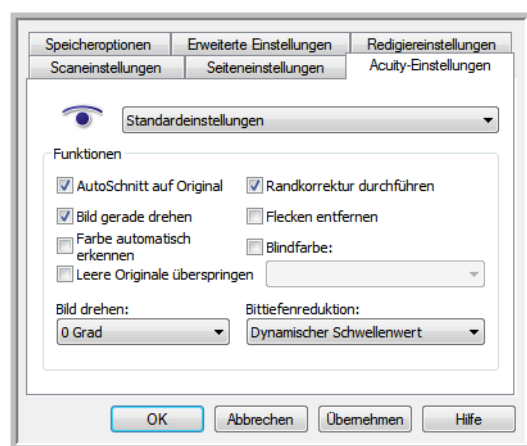 Speicheroptionen Erweiterte Einstellungen Redigiereinstellungen
Scaneinstellungen Seiteneinstellungen Acuity-Einstellungen
Standardeinstellungen
Funktionen
AutoSchnitt auf Original Randkorrektur durchführen
Bild gerade drehen Flecken entfernen
Farbe automatisch
erkennen
Blindfarbe:
Leere Originale überspringen
Bild drehen: Bittiefenreduktion:
0 Grad Dynamischer Schwellenwert
OK Abbrechen Übernehmen Hilfe